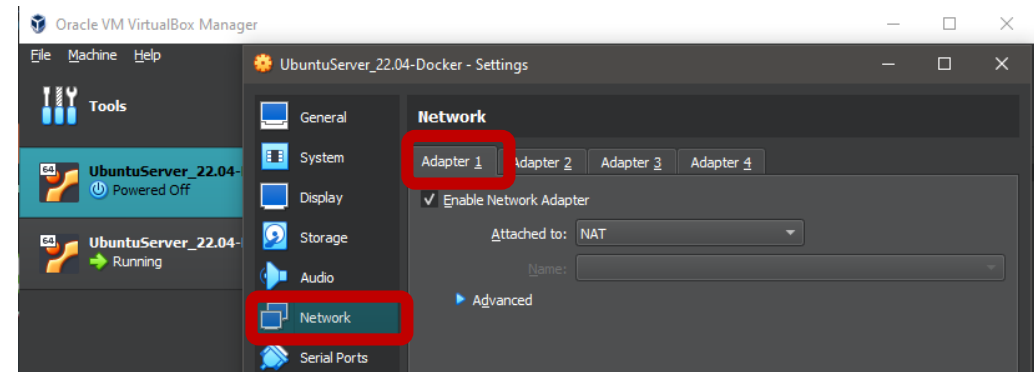 Oracle VM VirtualBox Manager
File Machine Help
UbuntuServer_22.04-Docker - Settings
Tools
General
Network
System
Adapter 1 Adapter 2 Adapter 3 Adapter 4
64
UbuntuServer_22.04-
Powered Off
Display
Enable Network Adapter
Attached to: NAT
Storage
64
UbuntuServer_22.04-
Running
Name:
Audio
Advanced
Network
Serial Ports